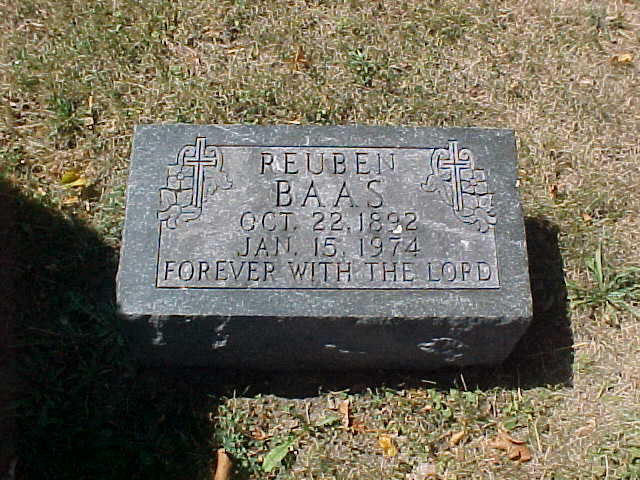 REUBEN
BAAS
OCT. 22, 1892
JAN. 15, 1974
FOREVER WITH THE LORD